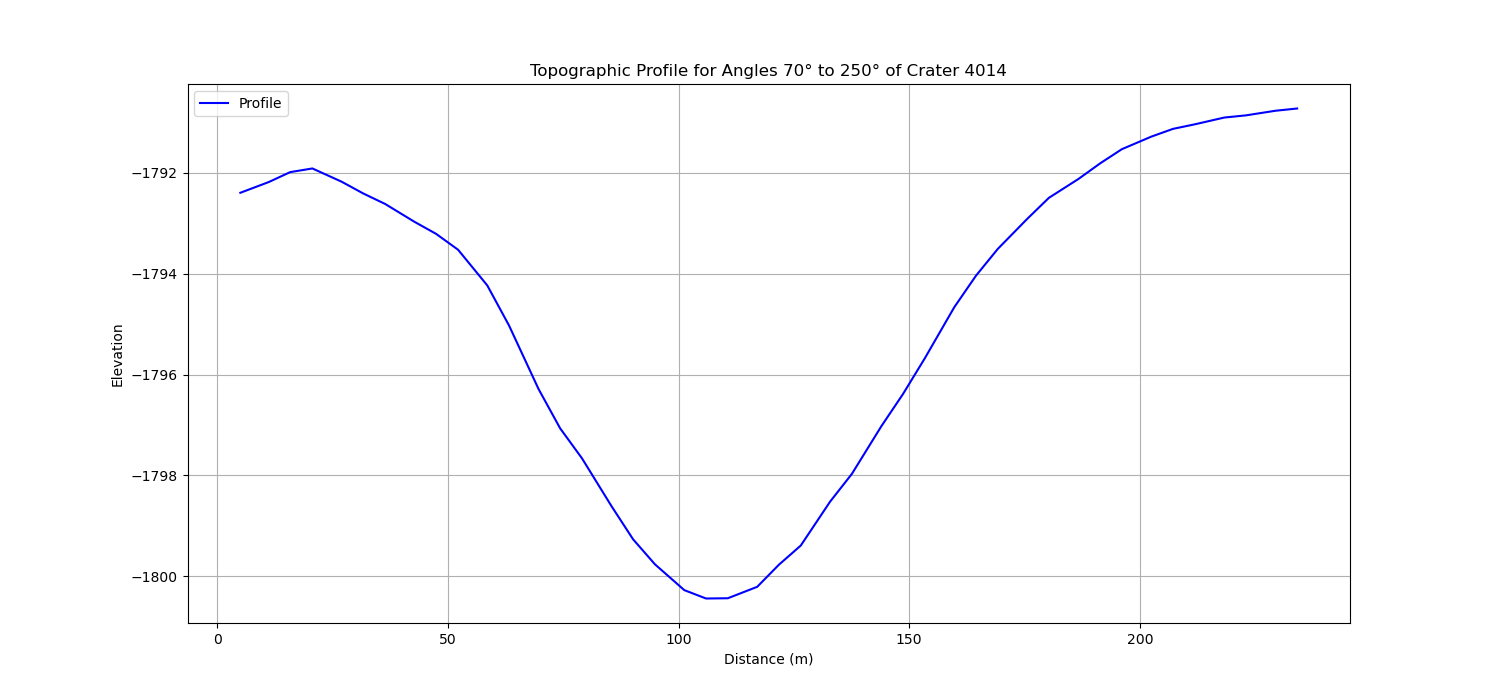 Topographic Profile for Angles 70° to 250° of Crater 4014
Profile
Elevation
−1792
−1794
−1796
−1798
−1800
0 50 100 150 200
Distance (m)